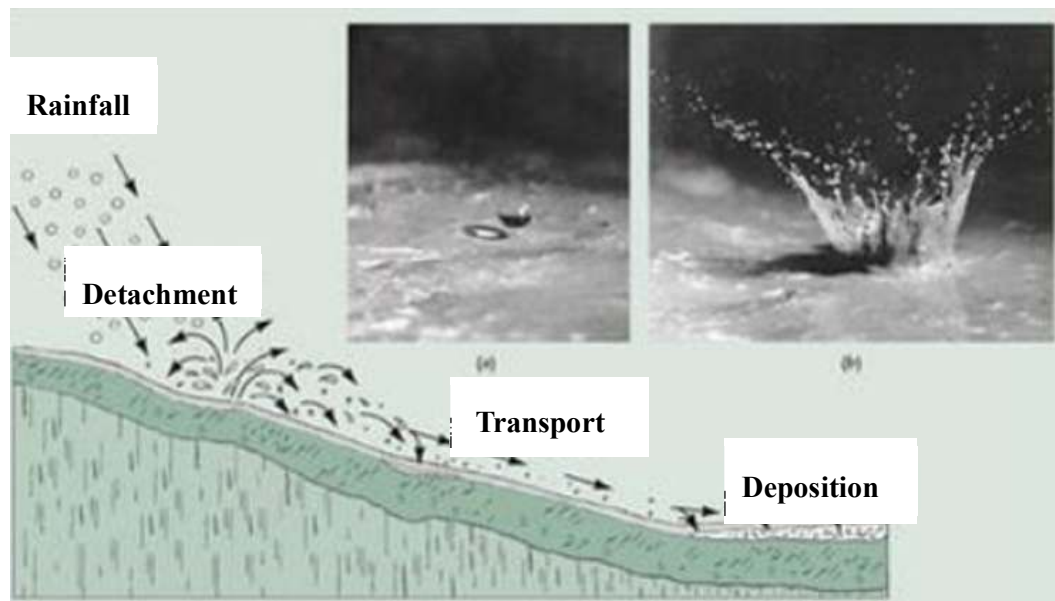 Rainfall
Detachment
(a)
(b)
Transport
Deposition